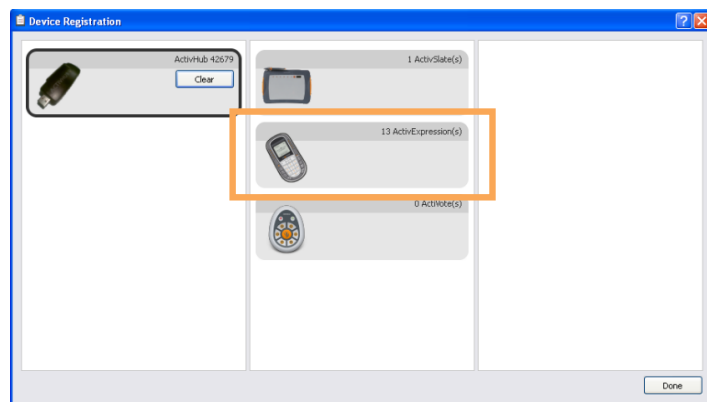 Device Registration
ActivHub 42679
Clear
1 ActivSlate(s)
13 ActivExpression(s)
0 ActiVote(s)
Done